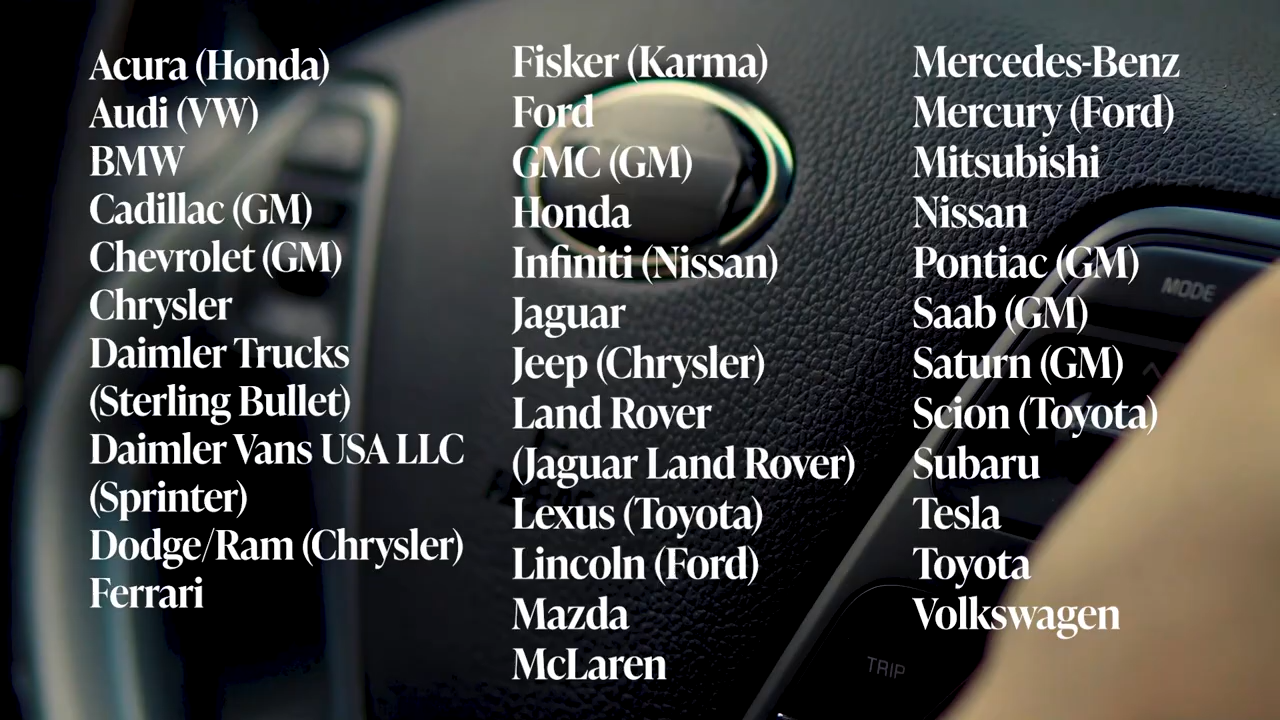 Acura (Honda)
Audi (VW)
BMW
Cadillac (GM)
Chevrolet (GM)
Chrysler
Daimler Trucks
(Sterling Bullet)
Daimler Vans USA LLC
(Sprinter)
Dodge/Ram (Chrysler)
Ferrari
Fisker (Karma)
Ford
GMC (GM)
Honda
Infiniti (Nissan)
Jaguar
Jeep (Chrysler)
Land Rover
(Jaguar Land Rover)
Lexus (Toyota)
Lincoln (Ford)
Mazda
McLaren
Mercedes-Benz
Mercury (Ford)
Mitsubishi
Nissan
Pontiac (GM)
Saab (GM)
Saturn (GM)
Scion (Toyota)
Subaru
Tesla
Toyota
Volkswagen
MODE
TRIP